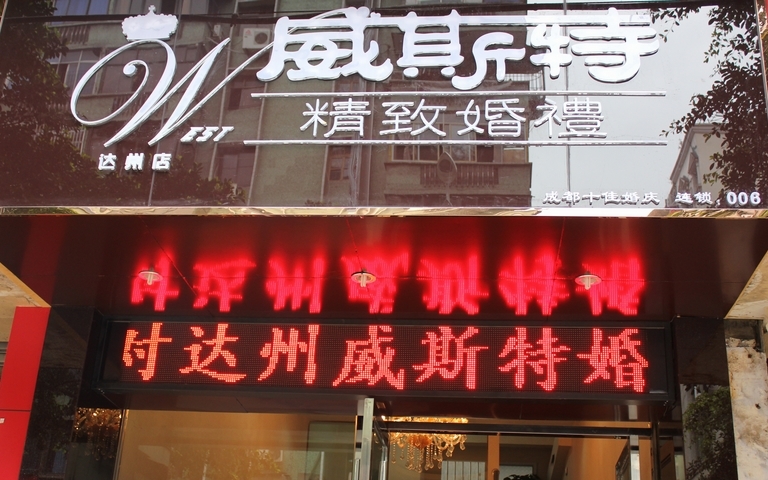 威斯特
WEST
精致婚禮
达州店
成都十佳婚庆 连锁 006
付达州威斯特婚